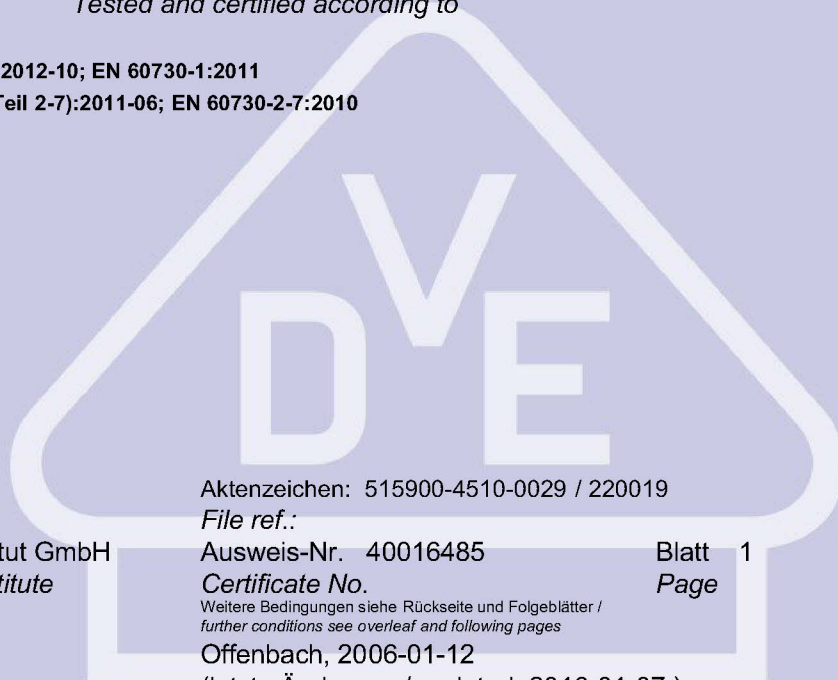 Tested and certified according to
2012-10; EN 60730-1:2011
Teil 2-7):2011-06; EN 60730-2-7:2010
VDE
Aktenzeichen: 515900-4510-0029 / 220019
File ref.:
tut GmbH Ausweis-Nr. 40016485 Blatt 1
titute Certificate No. Page
Weitere Bedingungen siehe Rückseite und Folgeblätter /
further conditions see overleaf and following pages
Offenbach, 2006-01-12